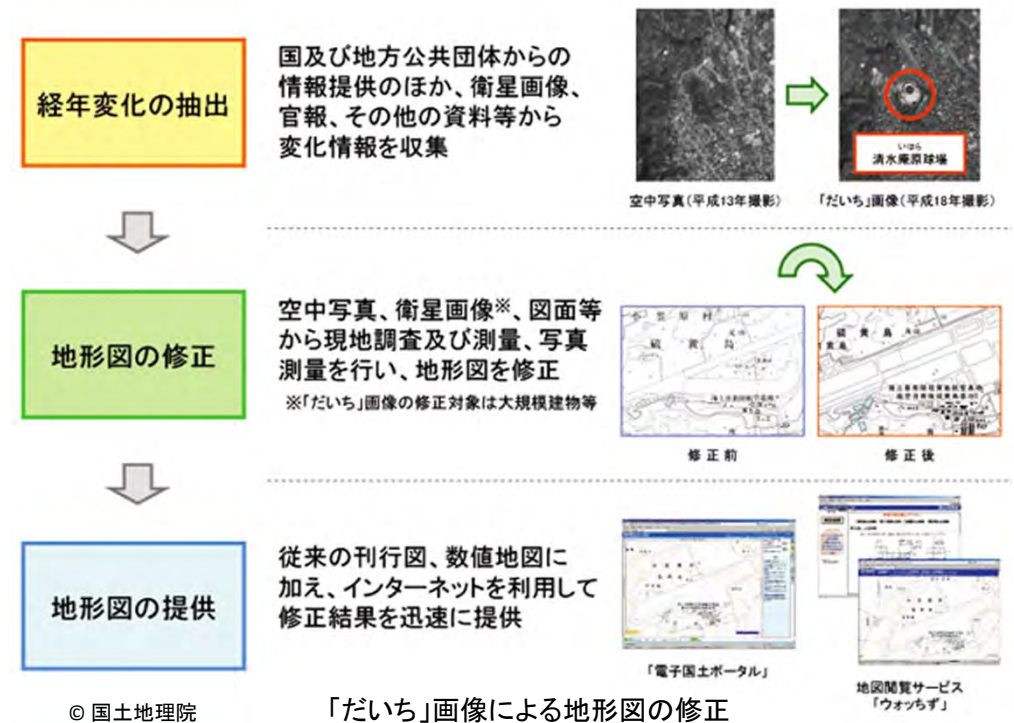 経年変化の抽出
国及び地方公共団体からの
情報提供のほか、衛星画像、
官報、その他の資料等から
変化情報を収集
空中写真(平成13年撮影)
いはら
清水庵原球場
「だいち」画像(平成18年撮影)
地形図の修正
空中写真、衛星画像※、図面等
から現地調査及び測量、写真
測量を行い、地形図を修正
※「だいち」画像の修正対象は大規模建物等
小笠原村
硫黄島
修正前
硫黄島
修正後
地形図の提供
従来の刊行図、数値地図に
加え、インターネットを利用して
修正結果を迅速に提供
「電子国土ポータル」
地図閲覧サービス
「ウォッちず」
© 国土地理院
「だいち」画像による地形図の修正